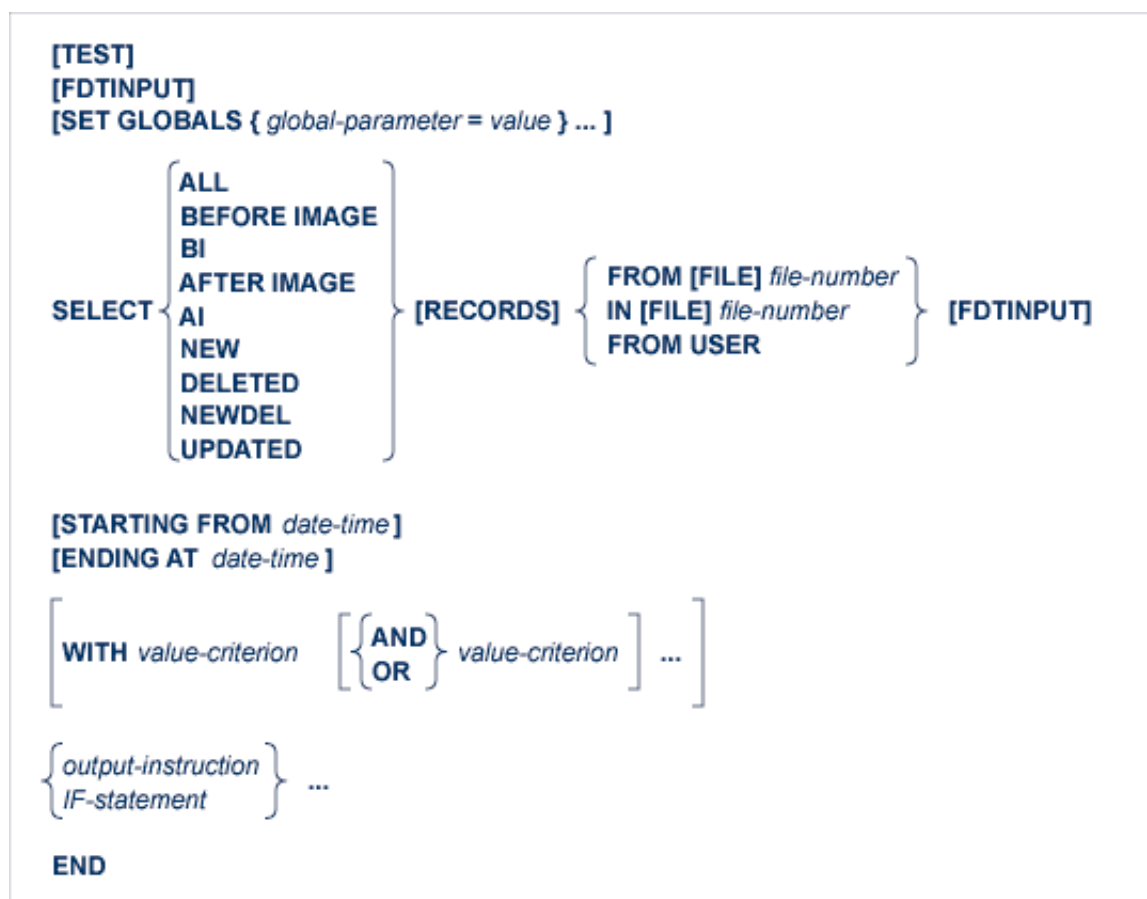 [TEST]
[FDTINPUT]
[SET GLOBALS { global-parameter = value } ... ]
ALL
BEFORE IMAGE
BI
AFTER IMAGE
SELECT AI [RECORDS] [FDTINPUT]
NEW
DELETED
NEWDEL
UPDATED
FROM [FILE] file-number
IN [FILE] file-number
FROM USER
[STARTING FROM date-time]
[ENDING AT date-time ]
[WITH value-criterion [{AND
OR} value-criterion ] ... ]
{output-instruction
IF-statement} ...
END